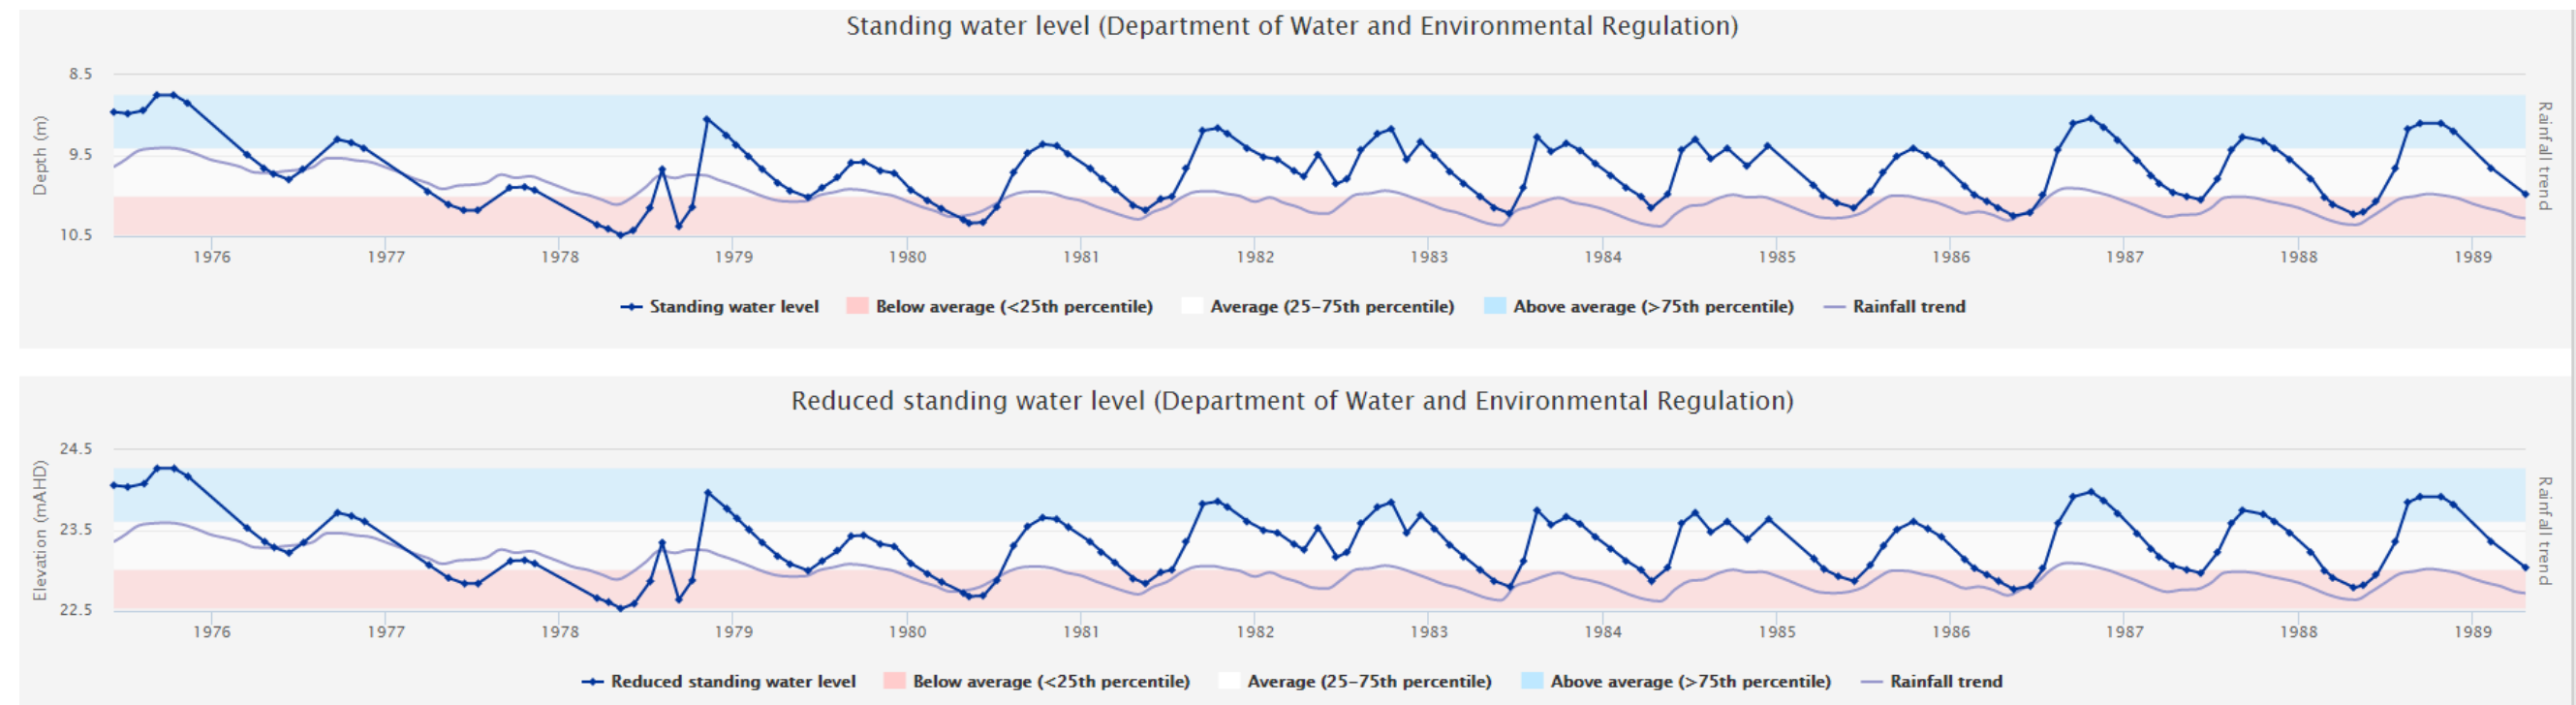 Standing water level (Department of Water and Environmental Regulation)
8.5
9.5
10.5
Depth (m)
Rainfall trend
1976 1977 1978 1979 1980 1981 1982 1983 1984 1985 1986 1987 1988 1989
Standing water level Below average (<25th percentile) Average (25-75th percentile) Above average (>75th percentile) Rainfall trend
Reduced standing water level (Department of Water and Environmental Regulation)
24.5
23.5
22.5
Elevation (mAHD)
Rainfall trend
1976 1977 1978 1979 1980 1981 1982 1983 1984 1985 1986 1987 1988 1989
Reduced standing water level Below average (<25th percentile) Average (25-75th percentile) Above average (>75th percentile) Rainfall trend